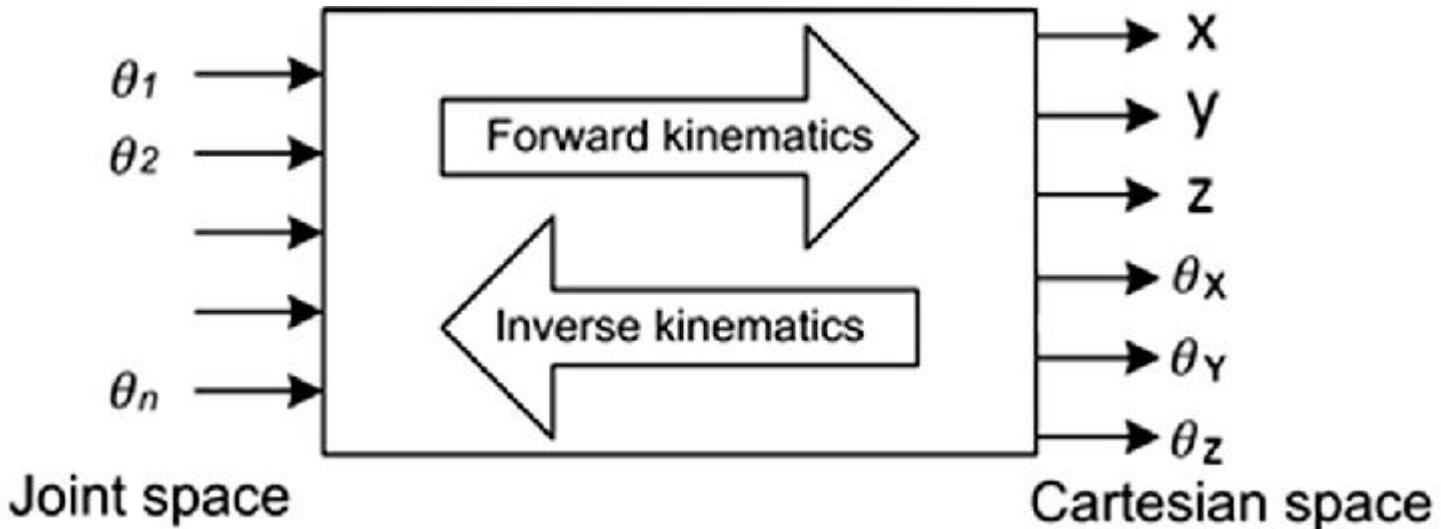 θ1
θ2
θn
Joint space
Forward kinematics
Inverse kinematics
X
y
z
θX
θY
θZ
Cartesian space